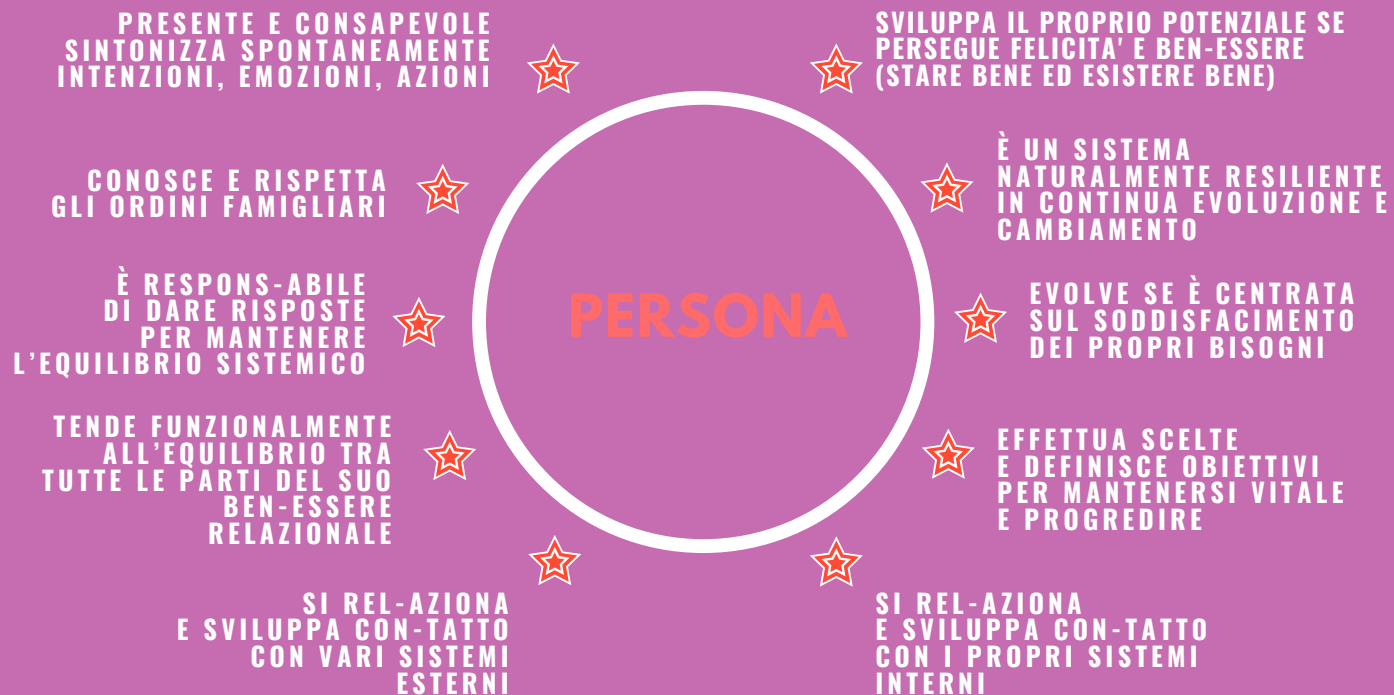 PRESENTE E CONSAPEVOLE
SINTONIZZA SPONTANEAMENTE
INTENZIONI, EMOZIONI, AZIONI
CONOSCE E RISPETTA
GLI ORDINI FAMIGLIARI
È RESPONS-ABILE
DI DARE RISPOSTE
PER MANTENERE
L’EQUILIBRIO SISTEMICO
TENDE FUNZIONALMENTE
ALL’EQUILIBRIO TRA
TUTTE LE PARTI DEL SUO
BEN-ESSERE
RELAZIONALE
SI REL-AZIONA
E SVILUPPA CON-TATTO
CON VARI SISTEMI
ESTERNI
PERSONA
SVILUPPA IL PROPRIO POTENZIALE SE
PERSEGUE FELICITA' E BEN-ESSERE
(STARE BENE ED ESISTERE BENE)
È UN SISTEMA
NATURALMENTE RESILIENTE
IN CONTINUA EVOLUZIONE E
CAMBIAMENTO
EVOLVE SE È CENTRATA
SUL SODDISFACIMENTO
DEI PROPRI BISOGNI
EFFETTUA SCELTE
E DEFINISCE OBIETTIVI
PER MANTENERSI VITALE
E PROGREDIRE
SI REL-AZIONA
E SVILUPPA CON-TATTO
CON I PROPRI SISTEMI
INTERNI